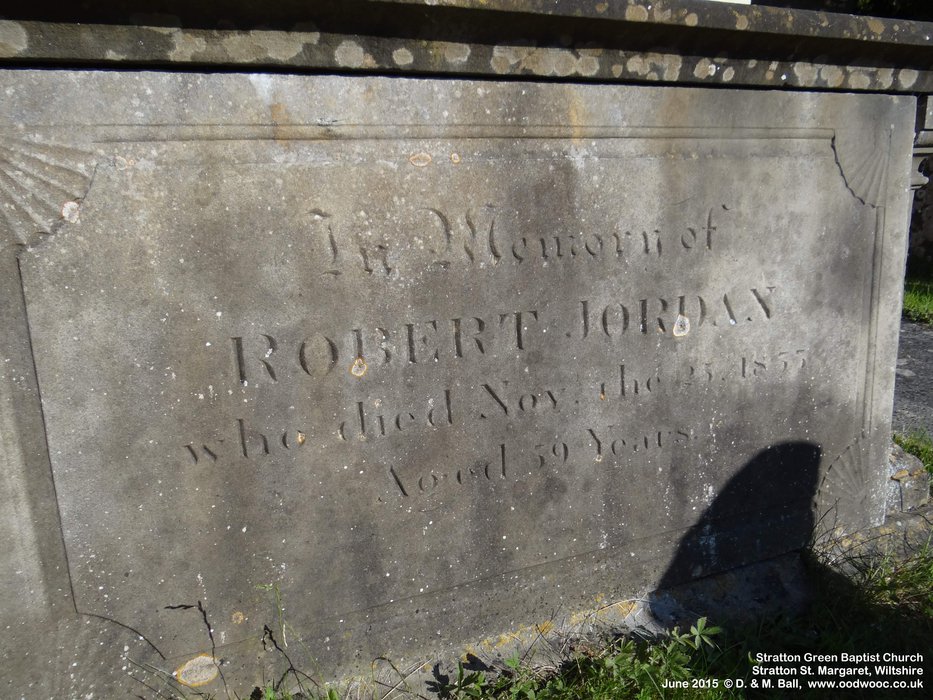 In Memory of
ROBERT JORDAN
who died Nov. the 25. 1855
Aged 59 Years.
Stratton Green Baptist Church
Stratton St. Margaret, Wiltshire
June 2015 © D. & M. Ball, www.oodwooc.co.uk